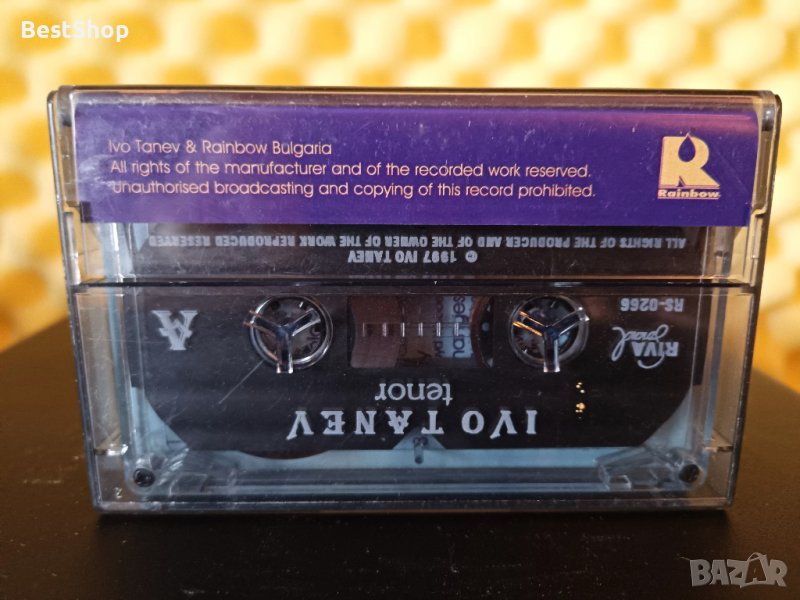 BestShop
Ivo Tanev & Rainbow Bulgaria
All rights of the manufacturer and of the recorded work reserved.
Unauthorised broadcasting and copying of this record prohibited.
R
Rainbow
ALL RIGHTS OF THE PRODUCER AND OF THE OWNER OF THE WORK REPRODUCED RESERVED
© 1997 IVO TANEV
RS-0266
RIVA
sound
A
tenor
IVO TANEV
BAZAR